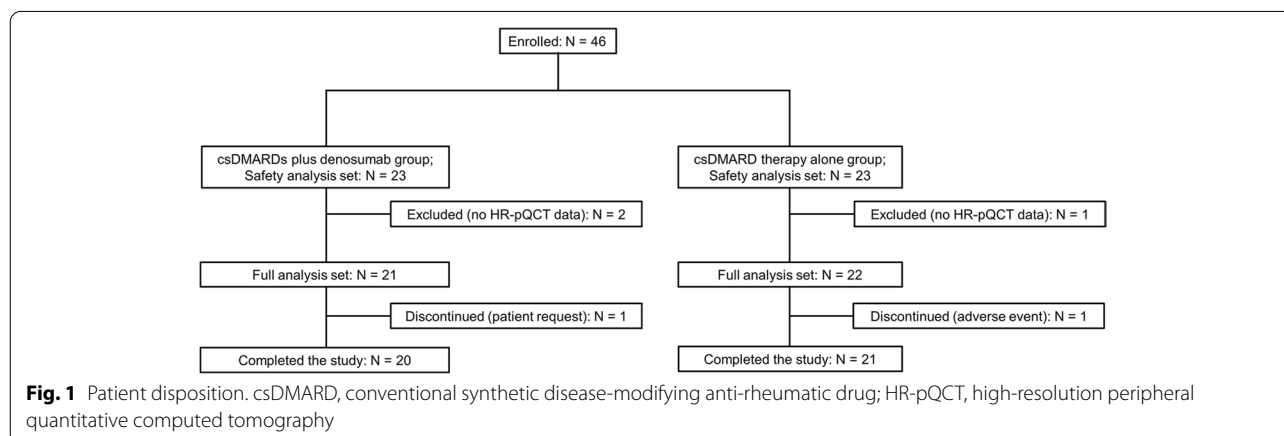 Enrolled: N = 46
csDMARDs plus denosumab group;
Safety analysis set: N = 23
csDMARD therapy alone group;
Safety analysis set: N = 23
Excluded (no HR-pQCT data): N = 2
Excluded (no HR-pQCT data): N = 1
Full analysis set: N = 21
Full analysis set: N = 22
Discontinued (patient request): N = 1
Discontinued (adverse event): N = 1
Completed the study: N = 20
Completed the study: N = 21
Fig. 1 Patient disposition. csDMARD, conventional synthetic disease-modifying anti-rheumatic drug; HR-pQCT, high-resolution peripheral
quantitative computed tomography